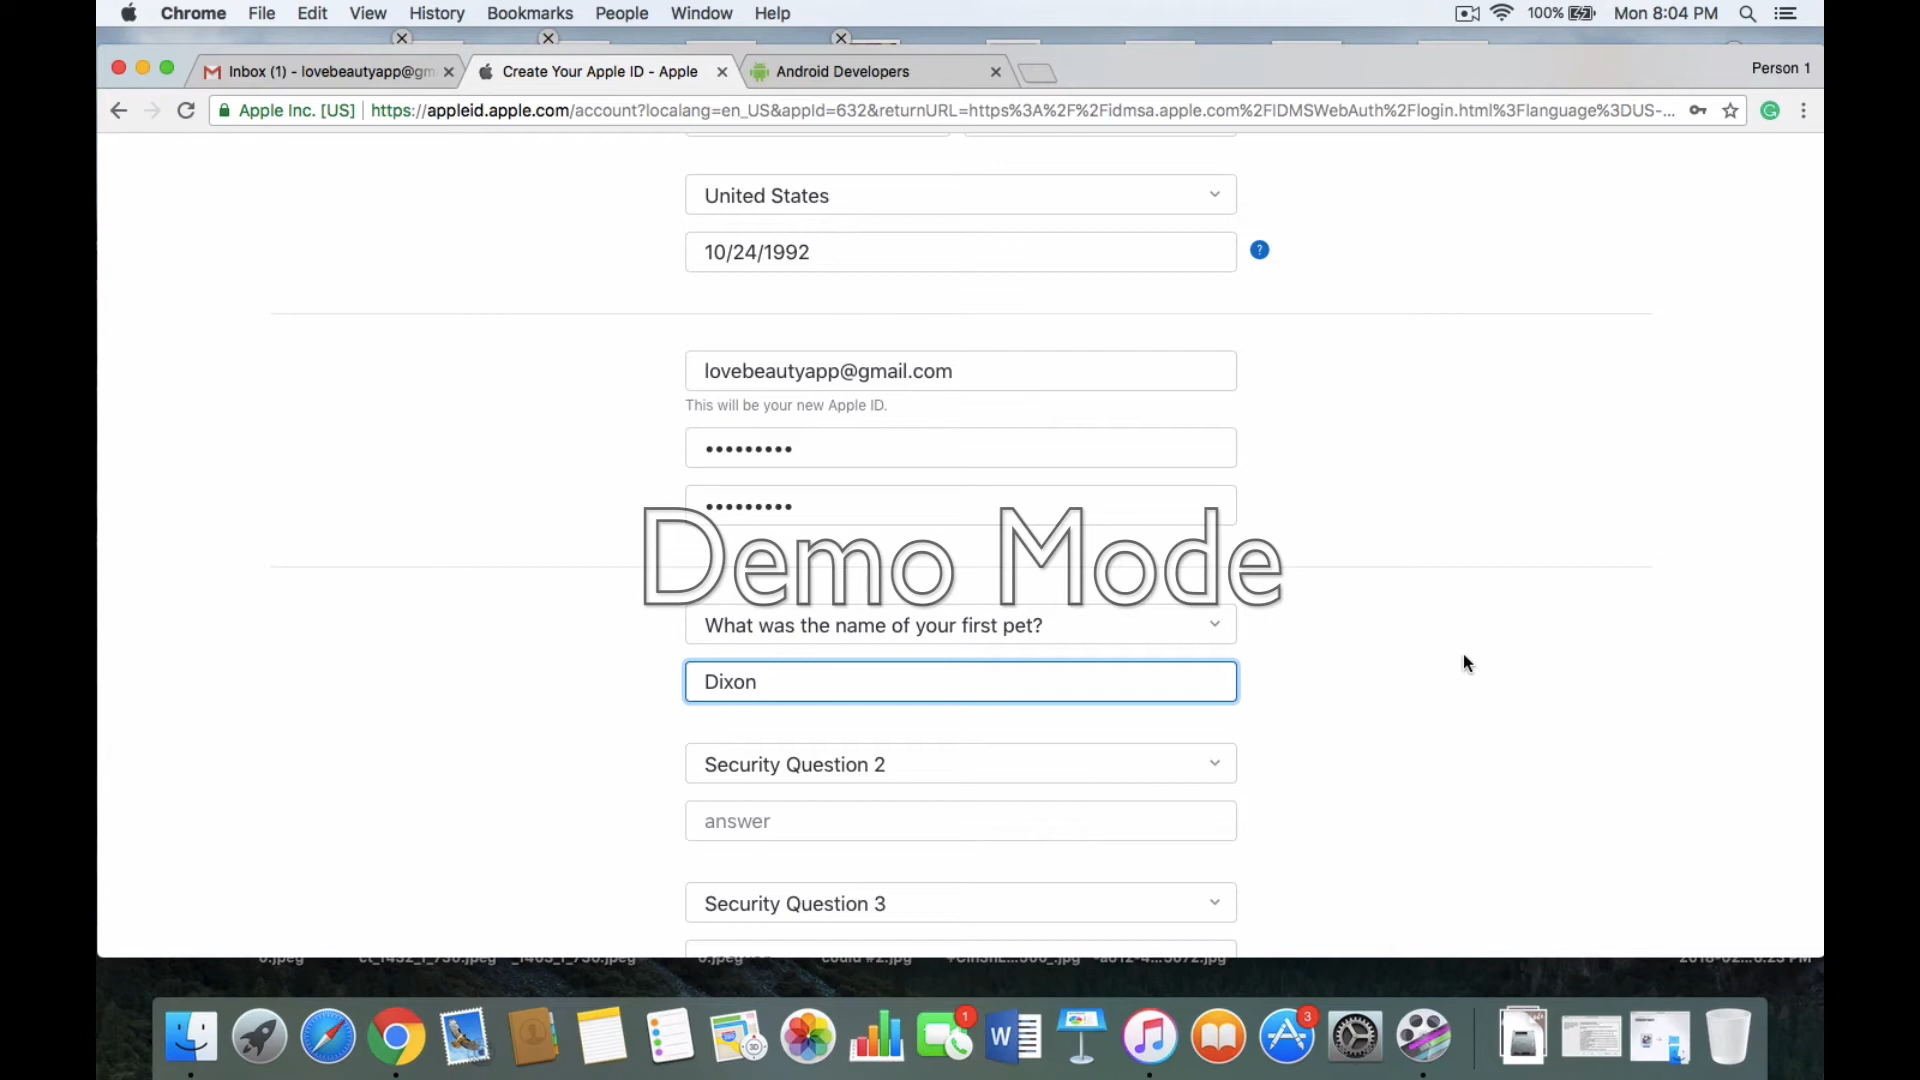 Chrome File Edit View History Bookmarks People Window Help 100% Mon 8:04 PM
Inbox (1) - lovebeautyapp@gm Create Your Apple ID - Apple Android Developers Person 1
Apple Inc. [US] https://appleid.apple.com/account?localang=en_US&appId=632&returnURL=https%3A%2F%2Fidmsa.apple.com%2FIDMSWebAuth%2Flogin.html%3Flanguage%3DUS-...
United States
10/24/1992 ?
lovebeautyapp@gmail.com
This will be your new Apple ID.
•••••••••
•••••••••
Demo Mode
What was the name of your first pet?
Dixon
Security Question 2
answer
Security Question 3
1
3